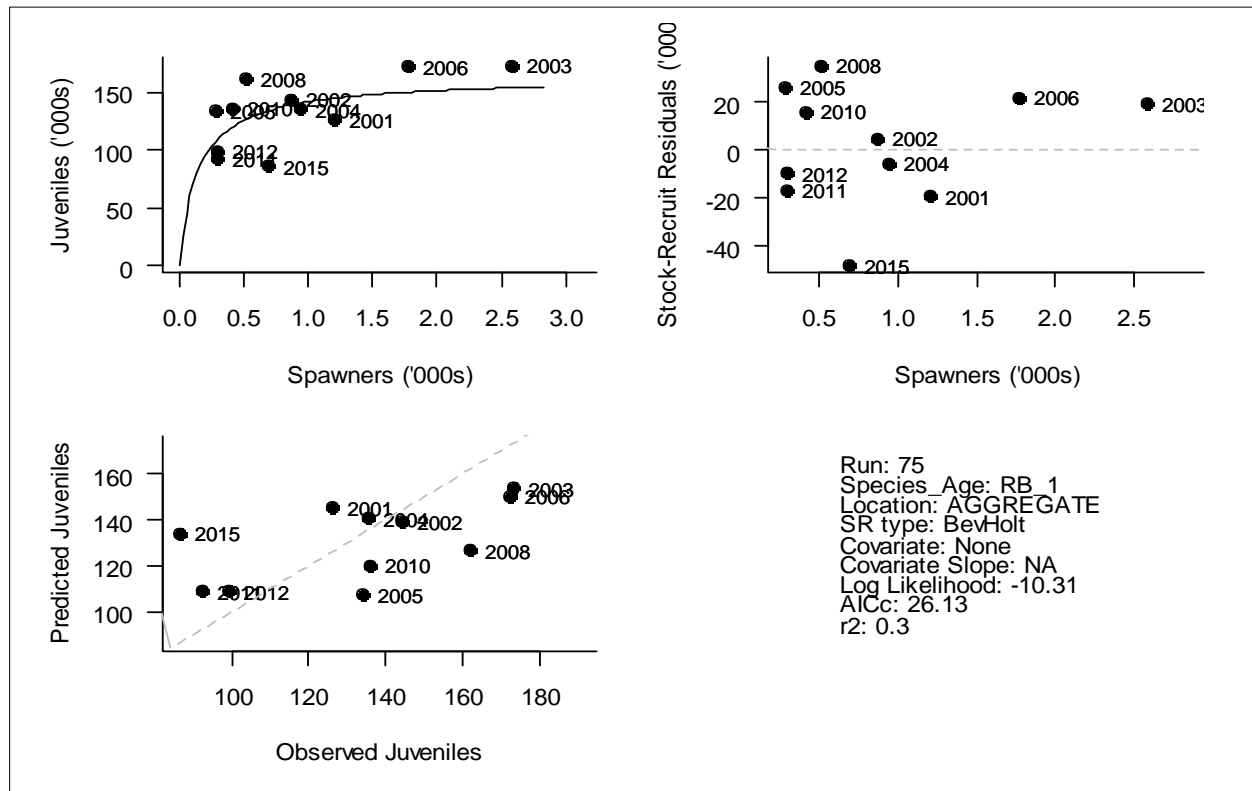 Juveniles ('000s)
150
100
50
0
2008
2006
2003
2002
2010
2005
2004
2001
2012
2011
2015
0.0 0.5 1.0 1.5 2.0 2.5 3.0
Spawners ('000s)
Stock-Recruit Residuals ('000
20
0
-20
-40
2008
2005
2006
2003
2010
2002
2004
2012
2011
2001
2015
0.5 1.0 1.5 2.0 2.5
Spawners ('000s)
Predicted Juveniles
160
140
120
100
2003
2006
2001
2004
2002
2015
2008
2010
2011
2012
2005
100 120 140 160 180
Observed Juveniles
Run: 75
Species_Age: RB_1
Location: AGGREGATE
SR type: BevHolt
Covariate: None
Covariate Slope: NA
Log Likelihood: -10.31
AICc: 26.13
r2: 0.3